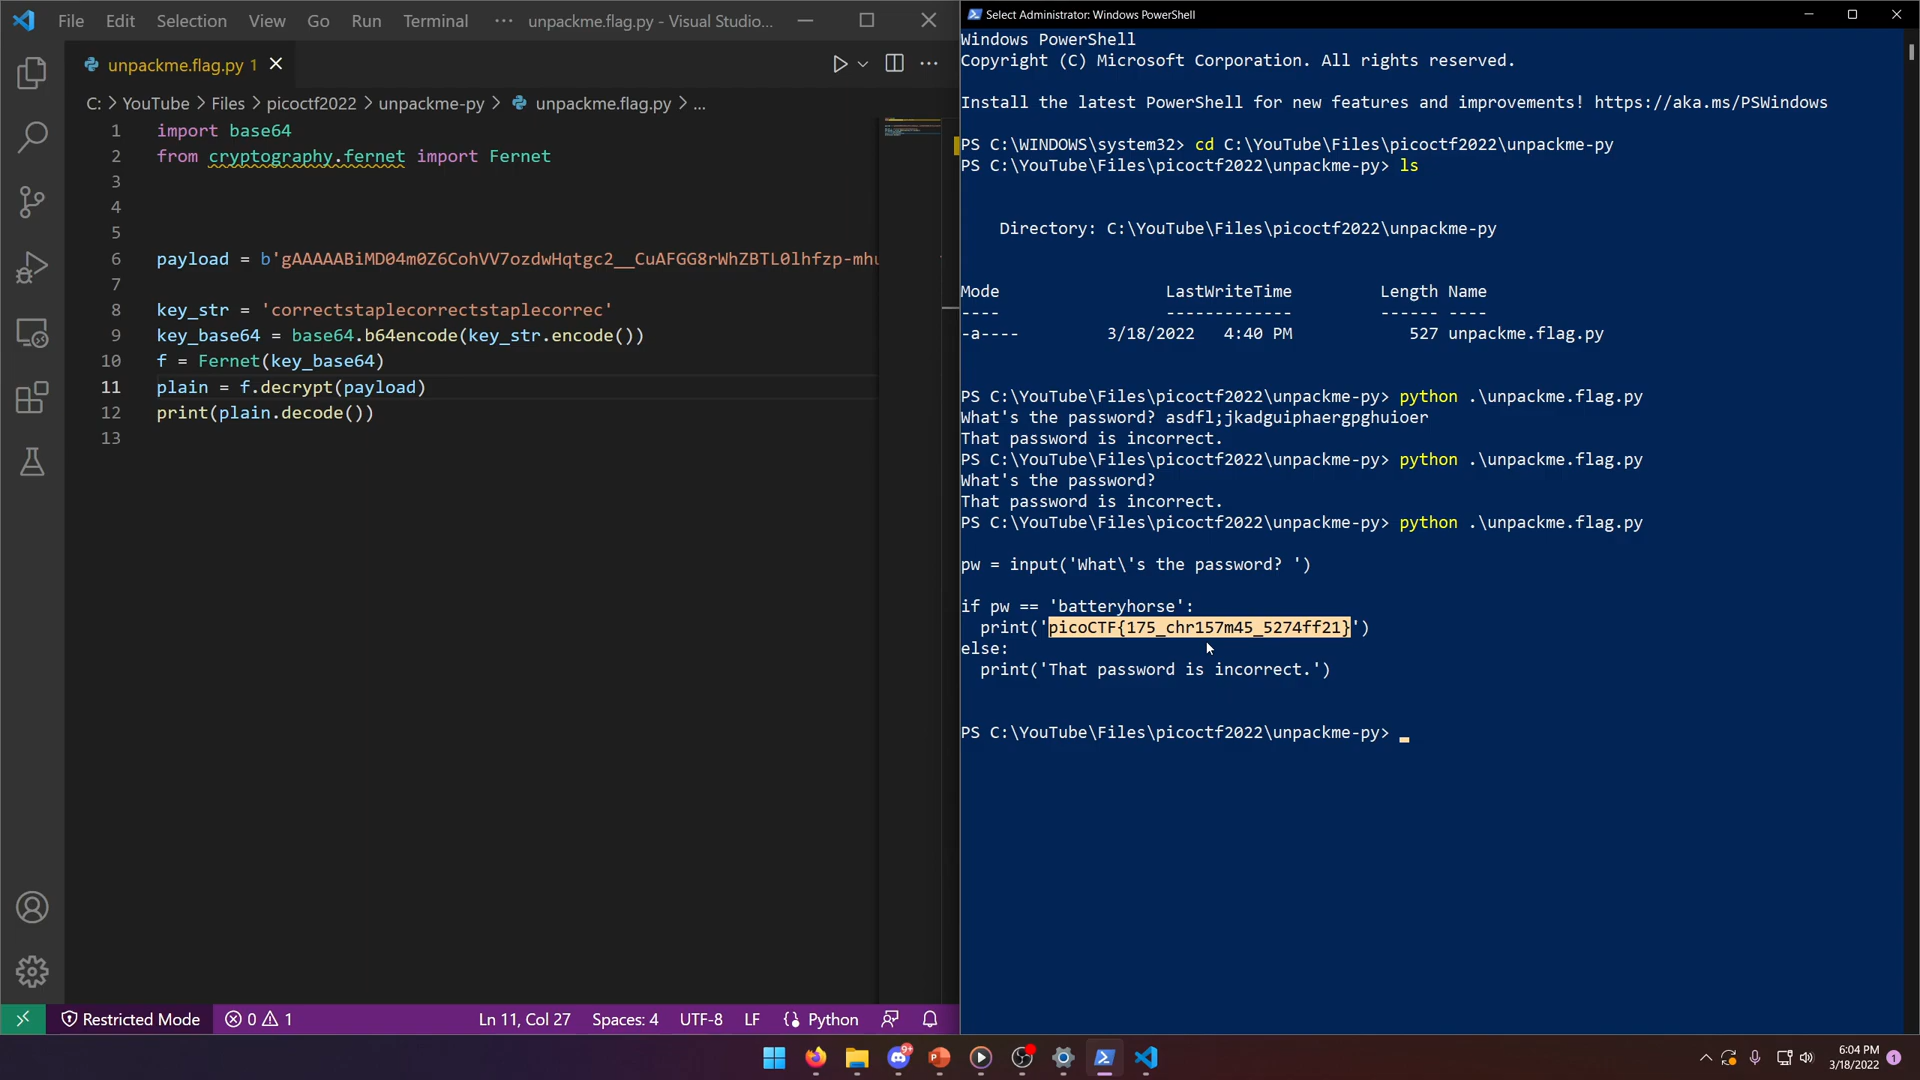 File Edit Selection View Go Run Terminal ··· unpackme.flag.py - Visual Studio...
unpackme.flag.py 1
C: > YouTube > Files > picoctf2022 > unpackme-py > unpackme.flag.py > ...
1 import base64
2 from cryptography.fernet import Fernet
3
4
5
6 payload = b'gAAAAABiMD04m0Z6CohVV7ozdwHqtgc2__CuAFGG8rWhZBTL0lhfzp-mhu
7
8 key_str = 'correctstaplecorrectstaplecorrec'
9 key_base64 = base64.b64encode(key_str.encode())
10 f = Fernet(key_base64)
11 plain = f.decrypt(payload)
12 print(plain.decode())
13
Restricted Mode 0 1 Ln 11, Col 27 Spaces: 4 UTF-8 LF Python
Select Administrator: Windows PowerShell
Windows PowerShell
Copyright (C) Microsoft Corporation. All rights reserved.
Install the latest PowerShell for new features and improvements! https://aka.ms/PSWindows
PS C:\WINDOWS\system32> cd C:\YouTube\Files\picoctf2022\unpackme-py
PS C:\YouTube\Files\picoctf2022\unpackme-py> ls
Directory: C:\YouTube\Files\picoctf2022\unpackme-py
Mode LastWriteTime Length Name
---- ------------- ------ ----
-a---- 3/18/2022 4:40 PM 527 unpackme.flag.py
PS C:\YouTube\Files\picoctf2022\unpackme-py> python .\unpackme.flag.py
What's the password? asdfl;jkadguiphaergpghuioer
That password is incorrect.
PS C:\YouTube\Files\picoctf2022\unpackme-py> python .\unpackme.flag.py
What's the password?
That password is incorrect.
PS C:\YouTube\Files\picoctf2022\unpackme-py> python .\unpackme.flag.py
pw = input('What\'s the password? ')
if pw == 'batteryhorse':
print('picoCTF{175_chr157m45_5274ff21}')
else:
print('That password is incorrect.')
PS C:\YouTube\Files\picoctf2022\unpackme-py>
9+
6:04 PM
3/18/2022
1